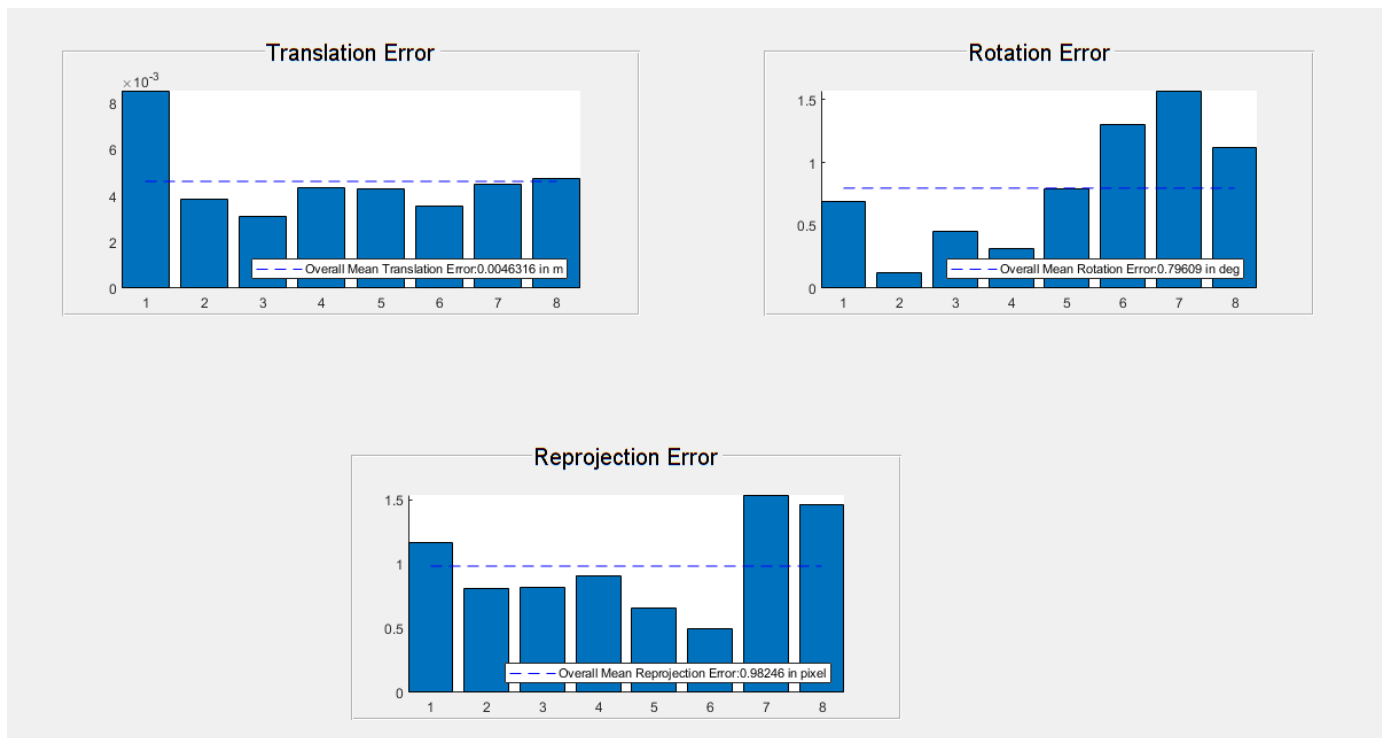 Translation Error
×10-3
8
6
4
2
0
Overall Mean Translation Error:0.0046316 in m
1 2 3 4 5 6 7 8
Rotation Error
1.5
1
0.5
0
Overall Mean Rotation Error:0.79609 in deg
1 2 3 4 5 6 7 8
Reprojection Error
1.5
1
0.5
0
Overall Mean Reprojection Error:0.98246 in pixel
1 2 3 4 5 6 7 8